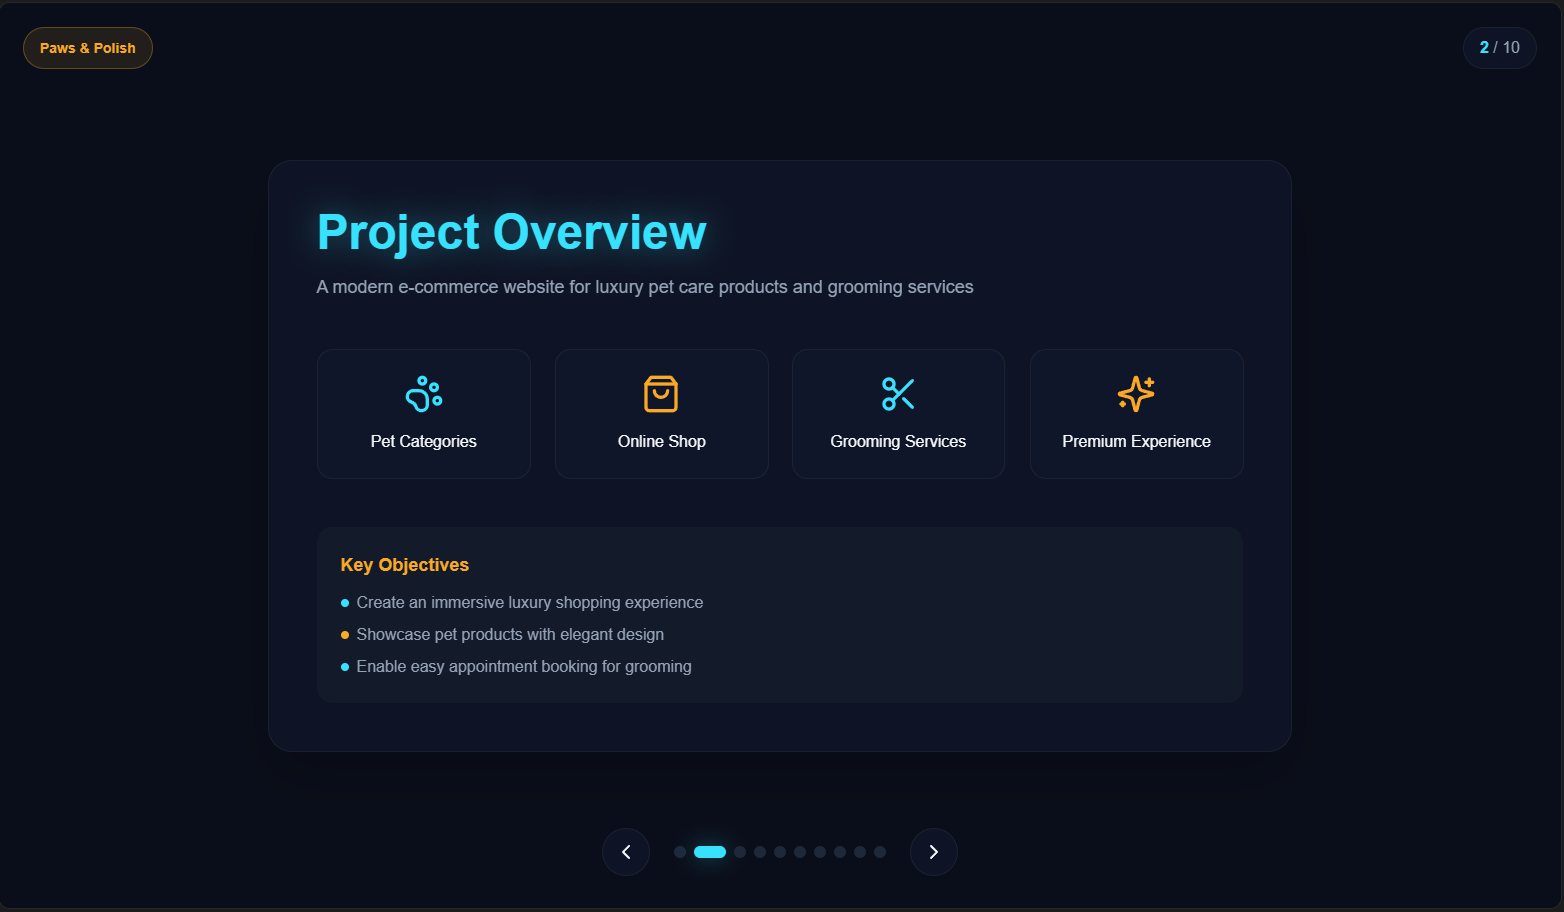 Paws & Polish
2 / 10
Project Overview
A modern e-commerce website for luxury pet care products and grooming services
Pet Categories
Online Shop
Grooming Services
Premium Experience
Key Objectives
Create an immersive luxury shopping experience
Showcase pet products with elegant design
Enable easy appointment booking for grooming